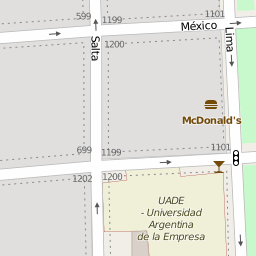 599
1199
México
1101
1200
Salta
Lima
McDonald's
699
1199
1101
1202
1200
UADE
- Universidad
Argentina
de la Empresa